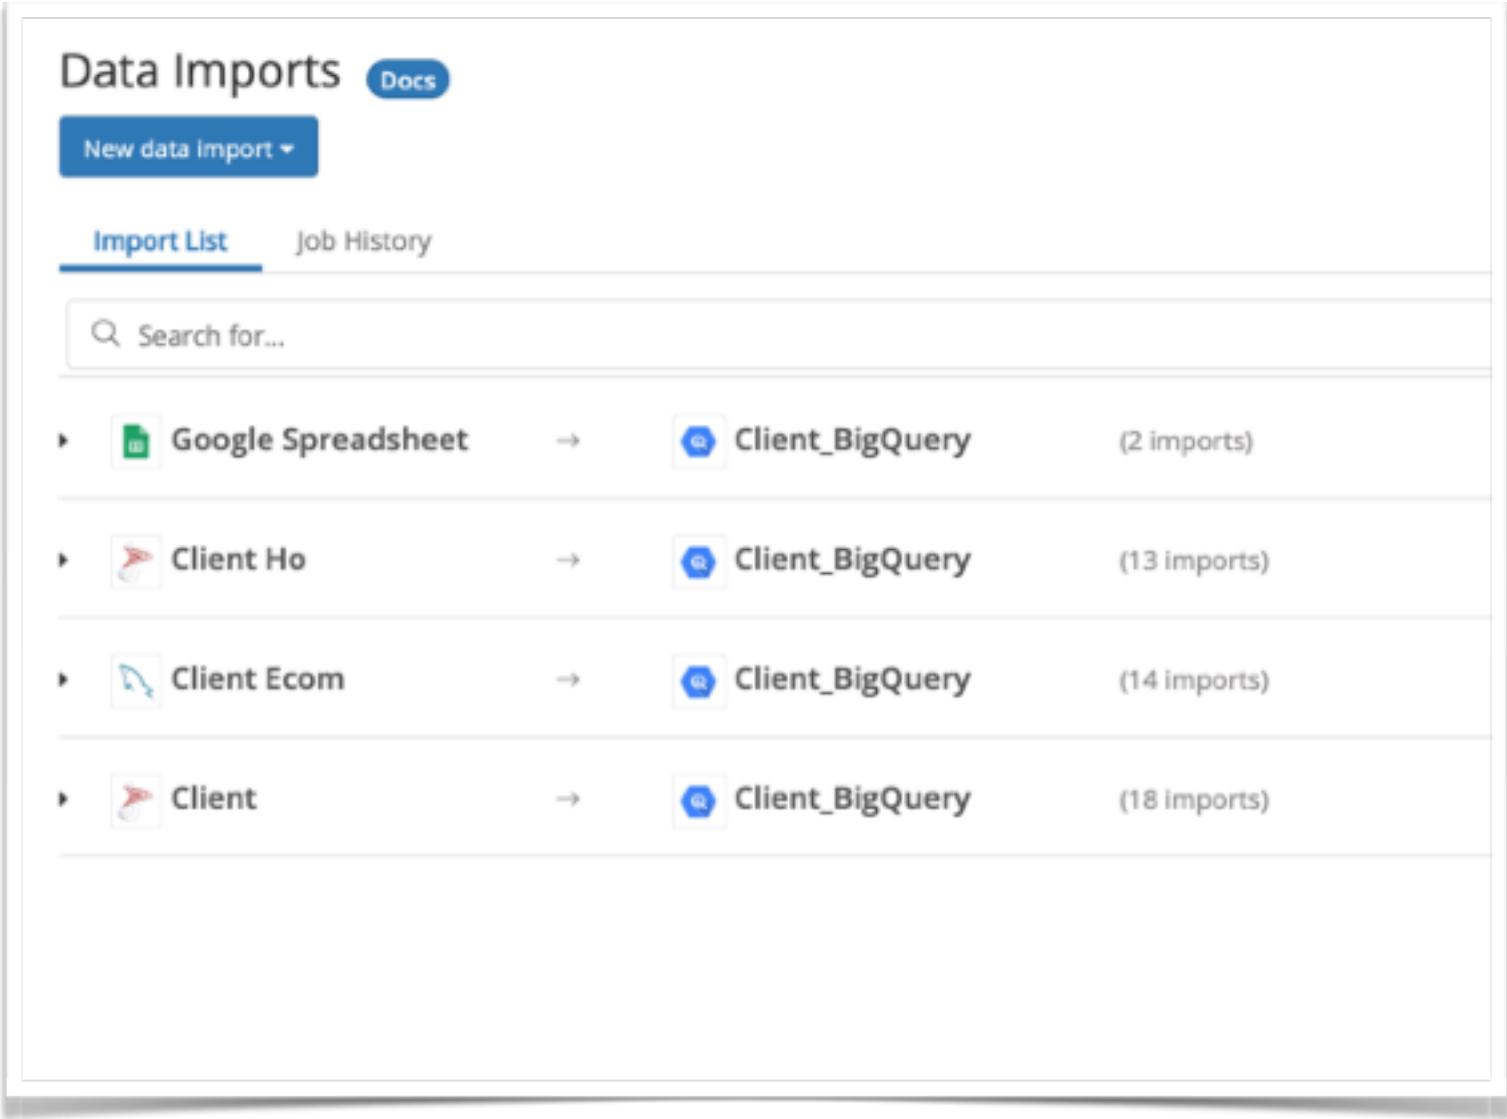 Data Imports Docs
New data import
Import List Job History
Search for...
Google Spreadsheet → Client_BigQuery (2 imports)
Client Ho → Client_BigQuery (13 imports)
Client Ecom → Client_BigQuery (14 imports)
Client → Client_BigQuery (18 imports)